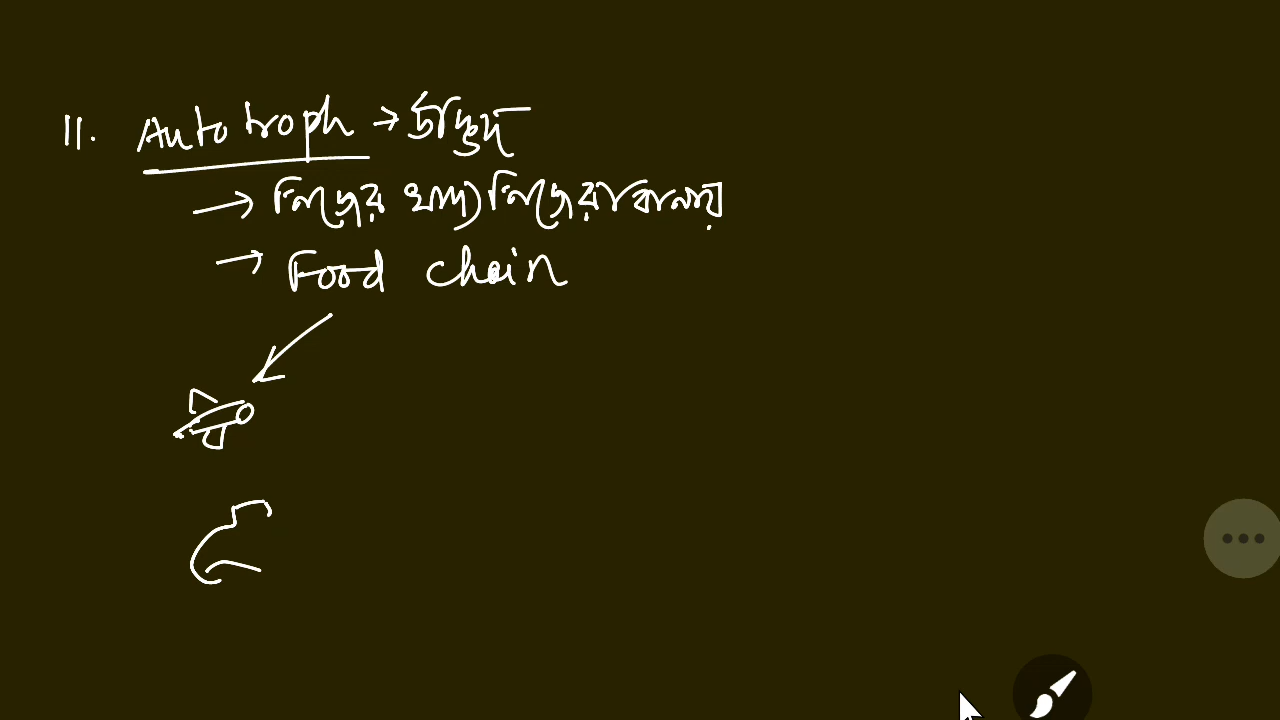 11. Autotroph → উদ্ভিদ
→ নিজের খাদ্য নিজেরা বানায়
→ Food chain